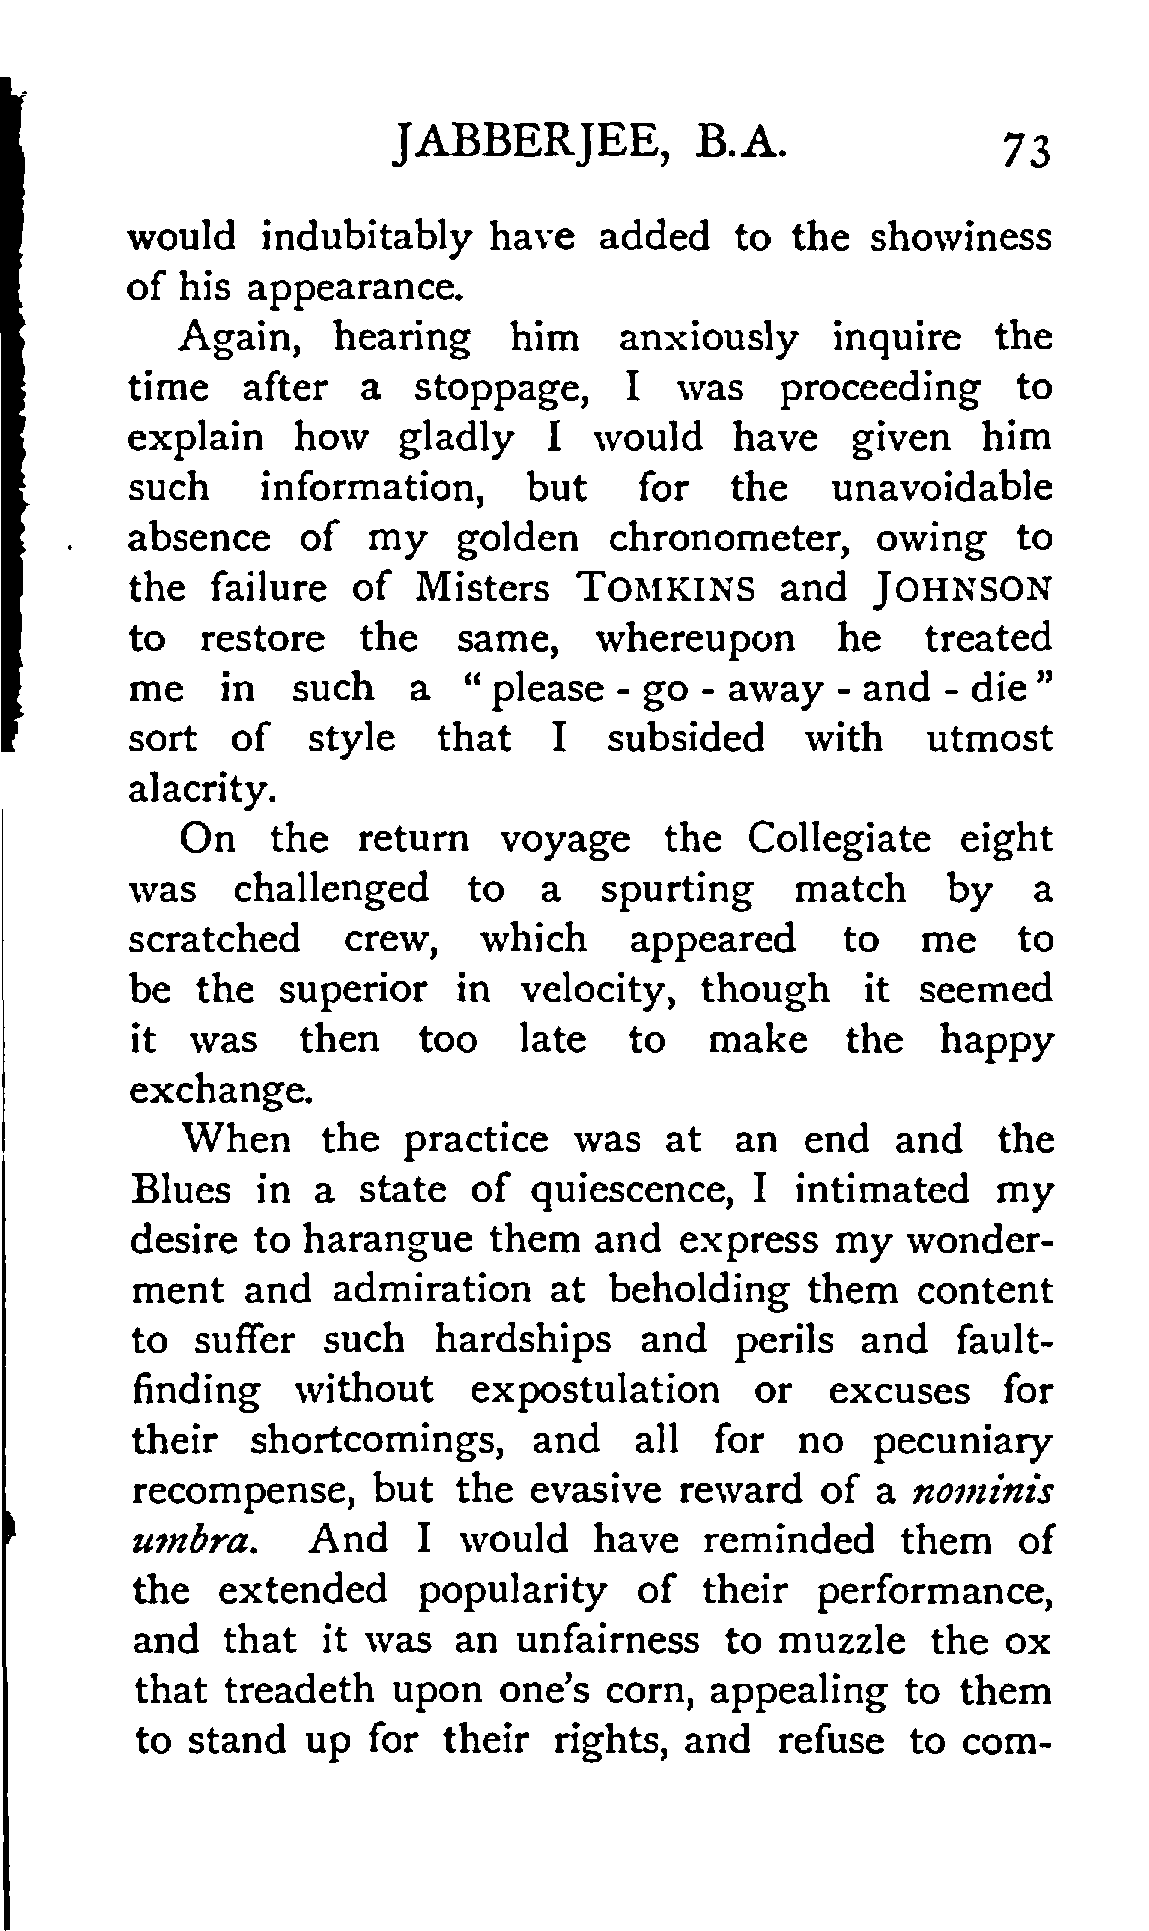 JABBERJEE, B.A. 73
would indubitably have added to the showiness
of his appearance.
Again, hearing him anxiously inquire the
time after a stoppage, I was proceeding to
explain how gladly I would have given him
such information, but for the unavoidable
absence of my golden chronometer, owing to
the failure of Misters TOMKINS and JOHNSON
to restore the same, whereupon he treated
me in such a “ please - go - away - and - die ”
sort of style that I subsided with utmost
alacrity.
On the return voyage the Collegiate eight
was challenged to a spurting match by a
scratched crew, which appeared to me to
be the superior in velocity, though it seemed
it was then too late to make the happy
exchange.
When the practice was at an end and the
Blues in a state of quiescence, I intimated my
desire to harangue them and express my wonder-
ment and admiration at beholding them content
to suffer such hardships and perils and fault-
finding without expostulation or excuses for
their shortcomings, and all for no pecuniary
recompense, but the evasive reward of a nominis
umbra. And I would have reminded them of
the extended popularity of their performance,
and that it was an unfairness to muzzle the ox
that treadeth upon one's corn, appealing to them
to stand up for their rights, and refuse to com-